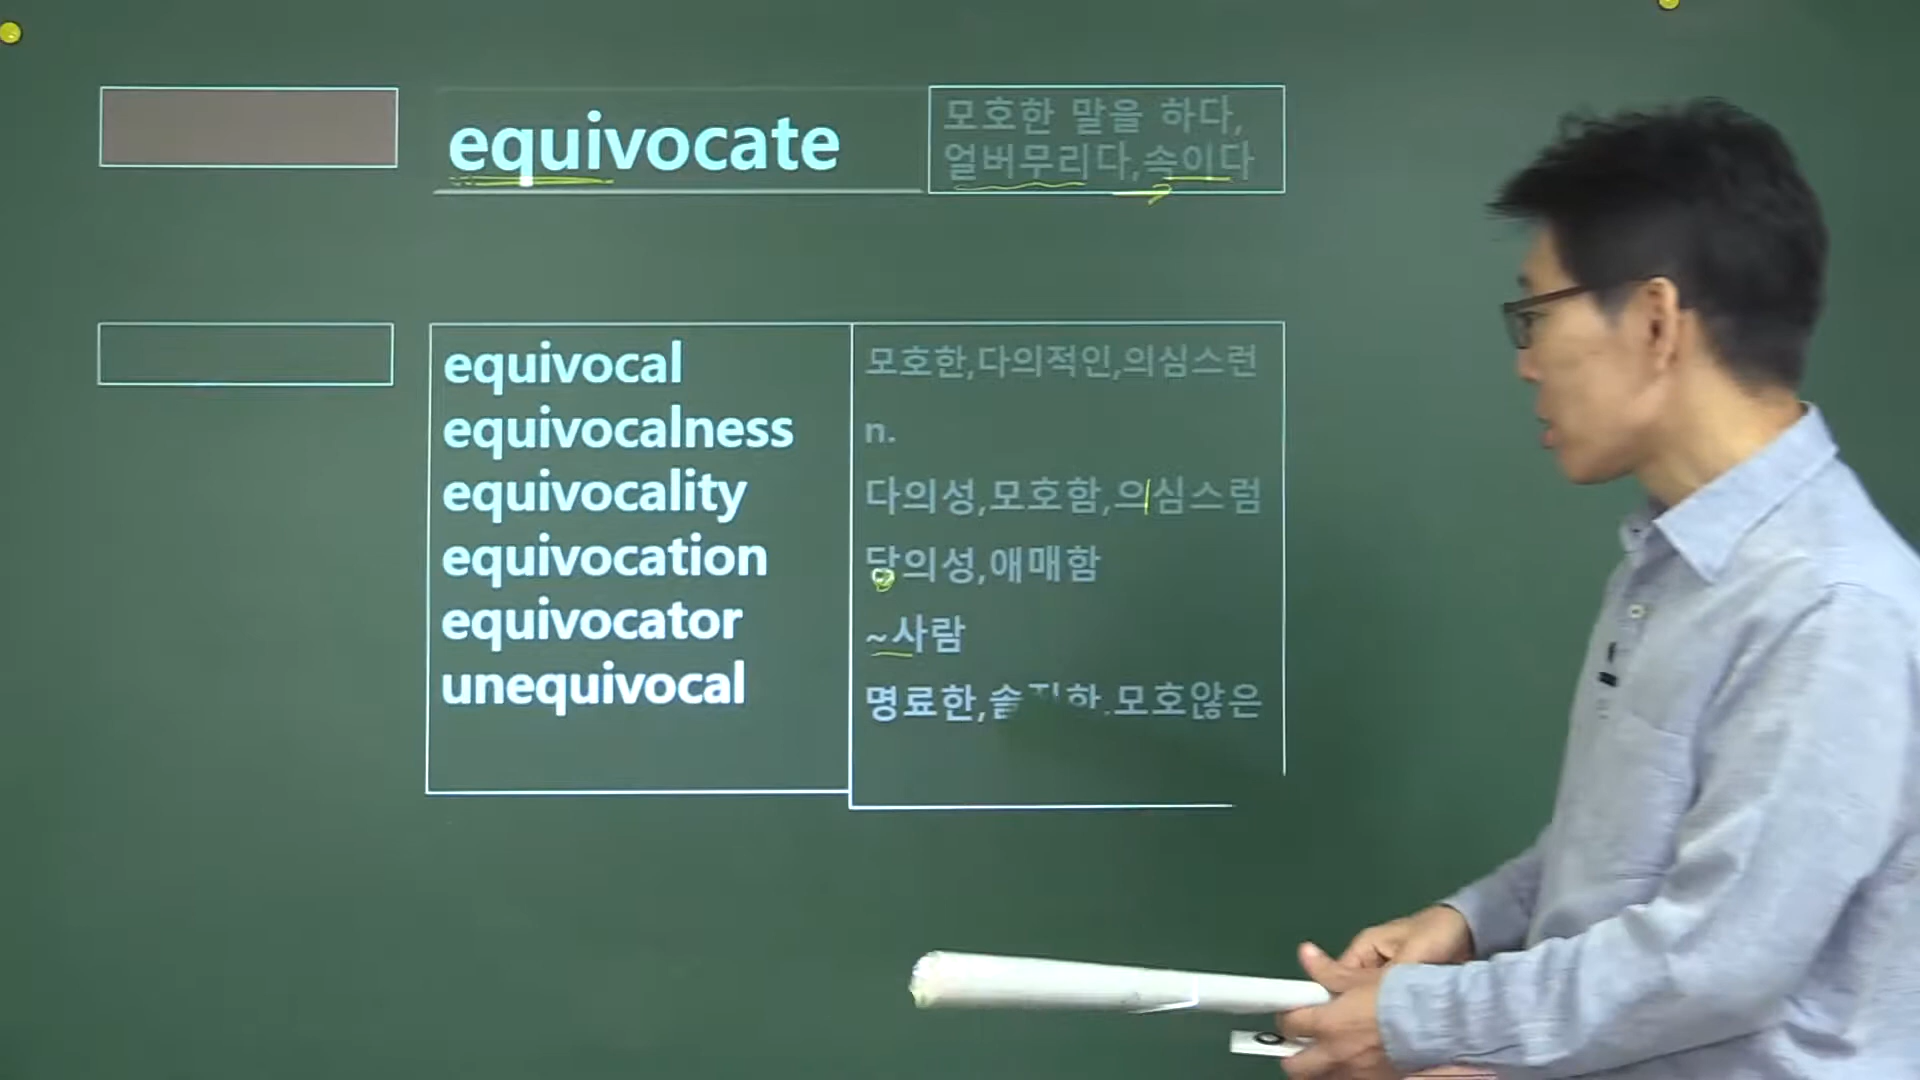 equivocate
모호한 말을 하다,
얼버무리다,속이다
equivocal
모호한,다의적인,의심스런
equivocalness
n.
equivocality
다의성,모호함,의심스럼
equivocation
의성,애매함
equivocator
~사람
unequivocal
명료한,솔직한.모호않은